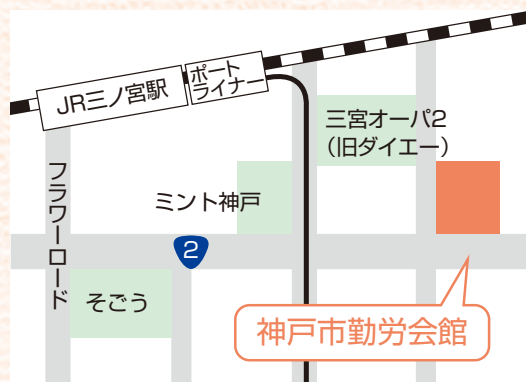 JR三ノ宮駅
ポート
ライナー
三宮オーパ2
（旧ダイエー）
フラワーロード
ミント神戸
2
そごう
神戸市勤労会館